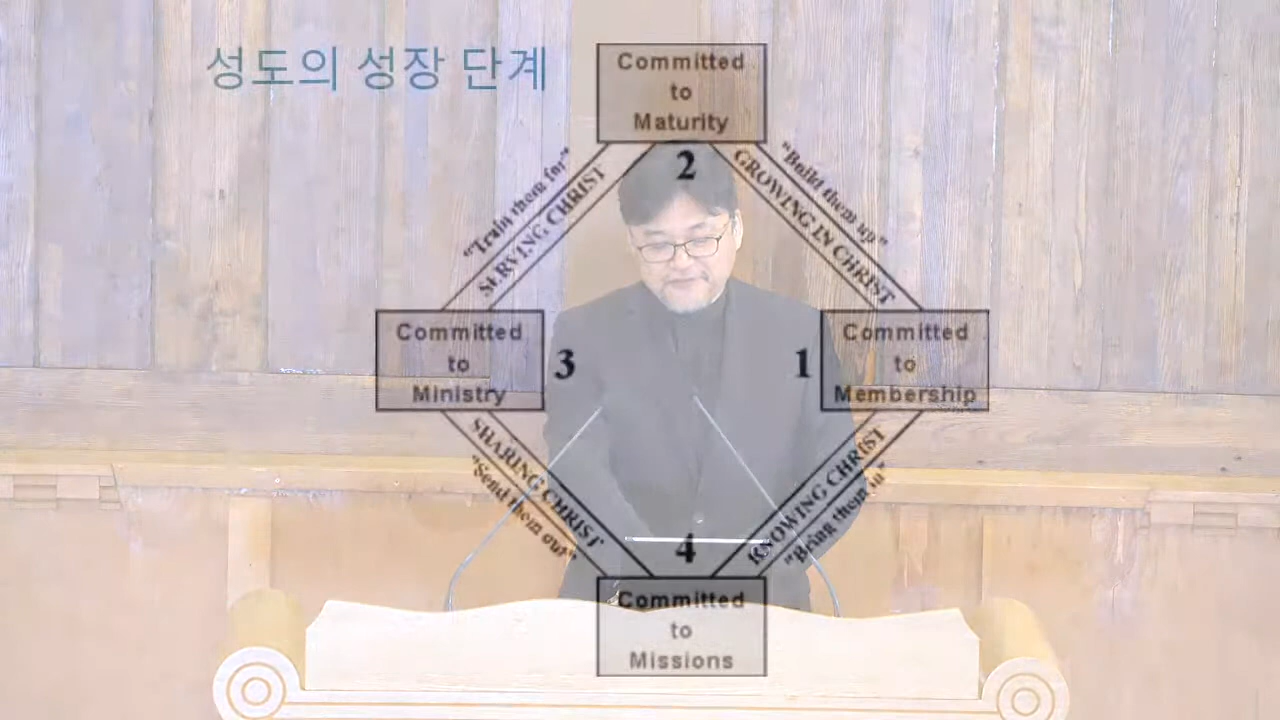 성도의 성장 단계
Committed
to
Maturity
2
"Train them for"
SERVING CHRIST
GROWING IN CHRIST
"Build them up"
Committed
to
Ministry
3
1
Committed
to
Membership
SHARING CHRIST
"Send them out"
KNOWING CHRIST
"Bring them in"
4
Committed
to
Missions